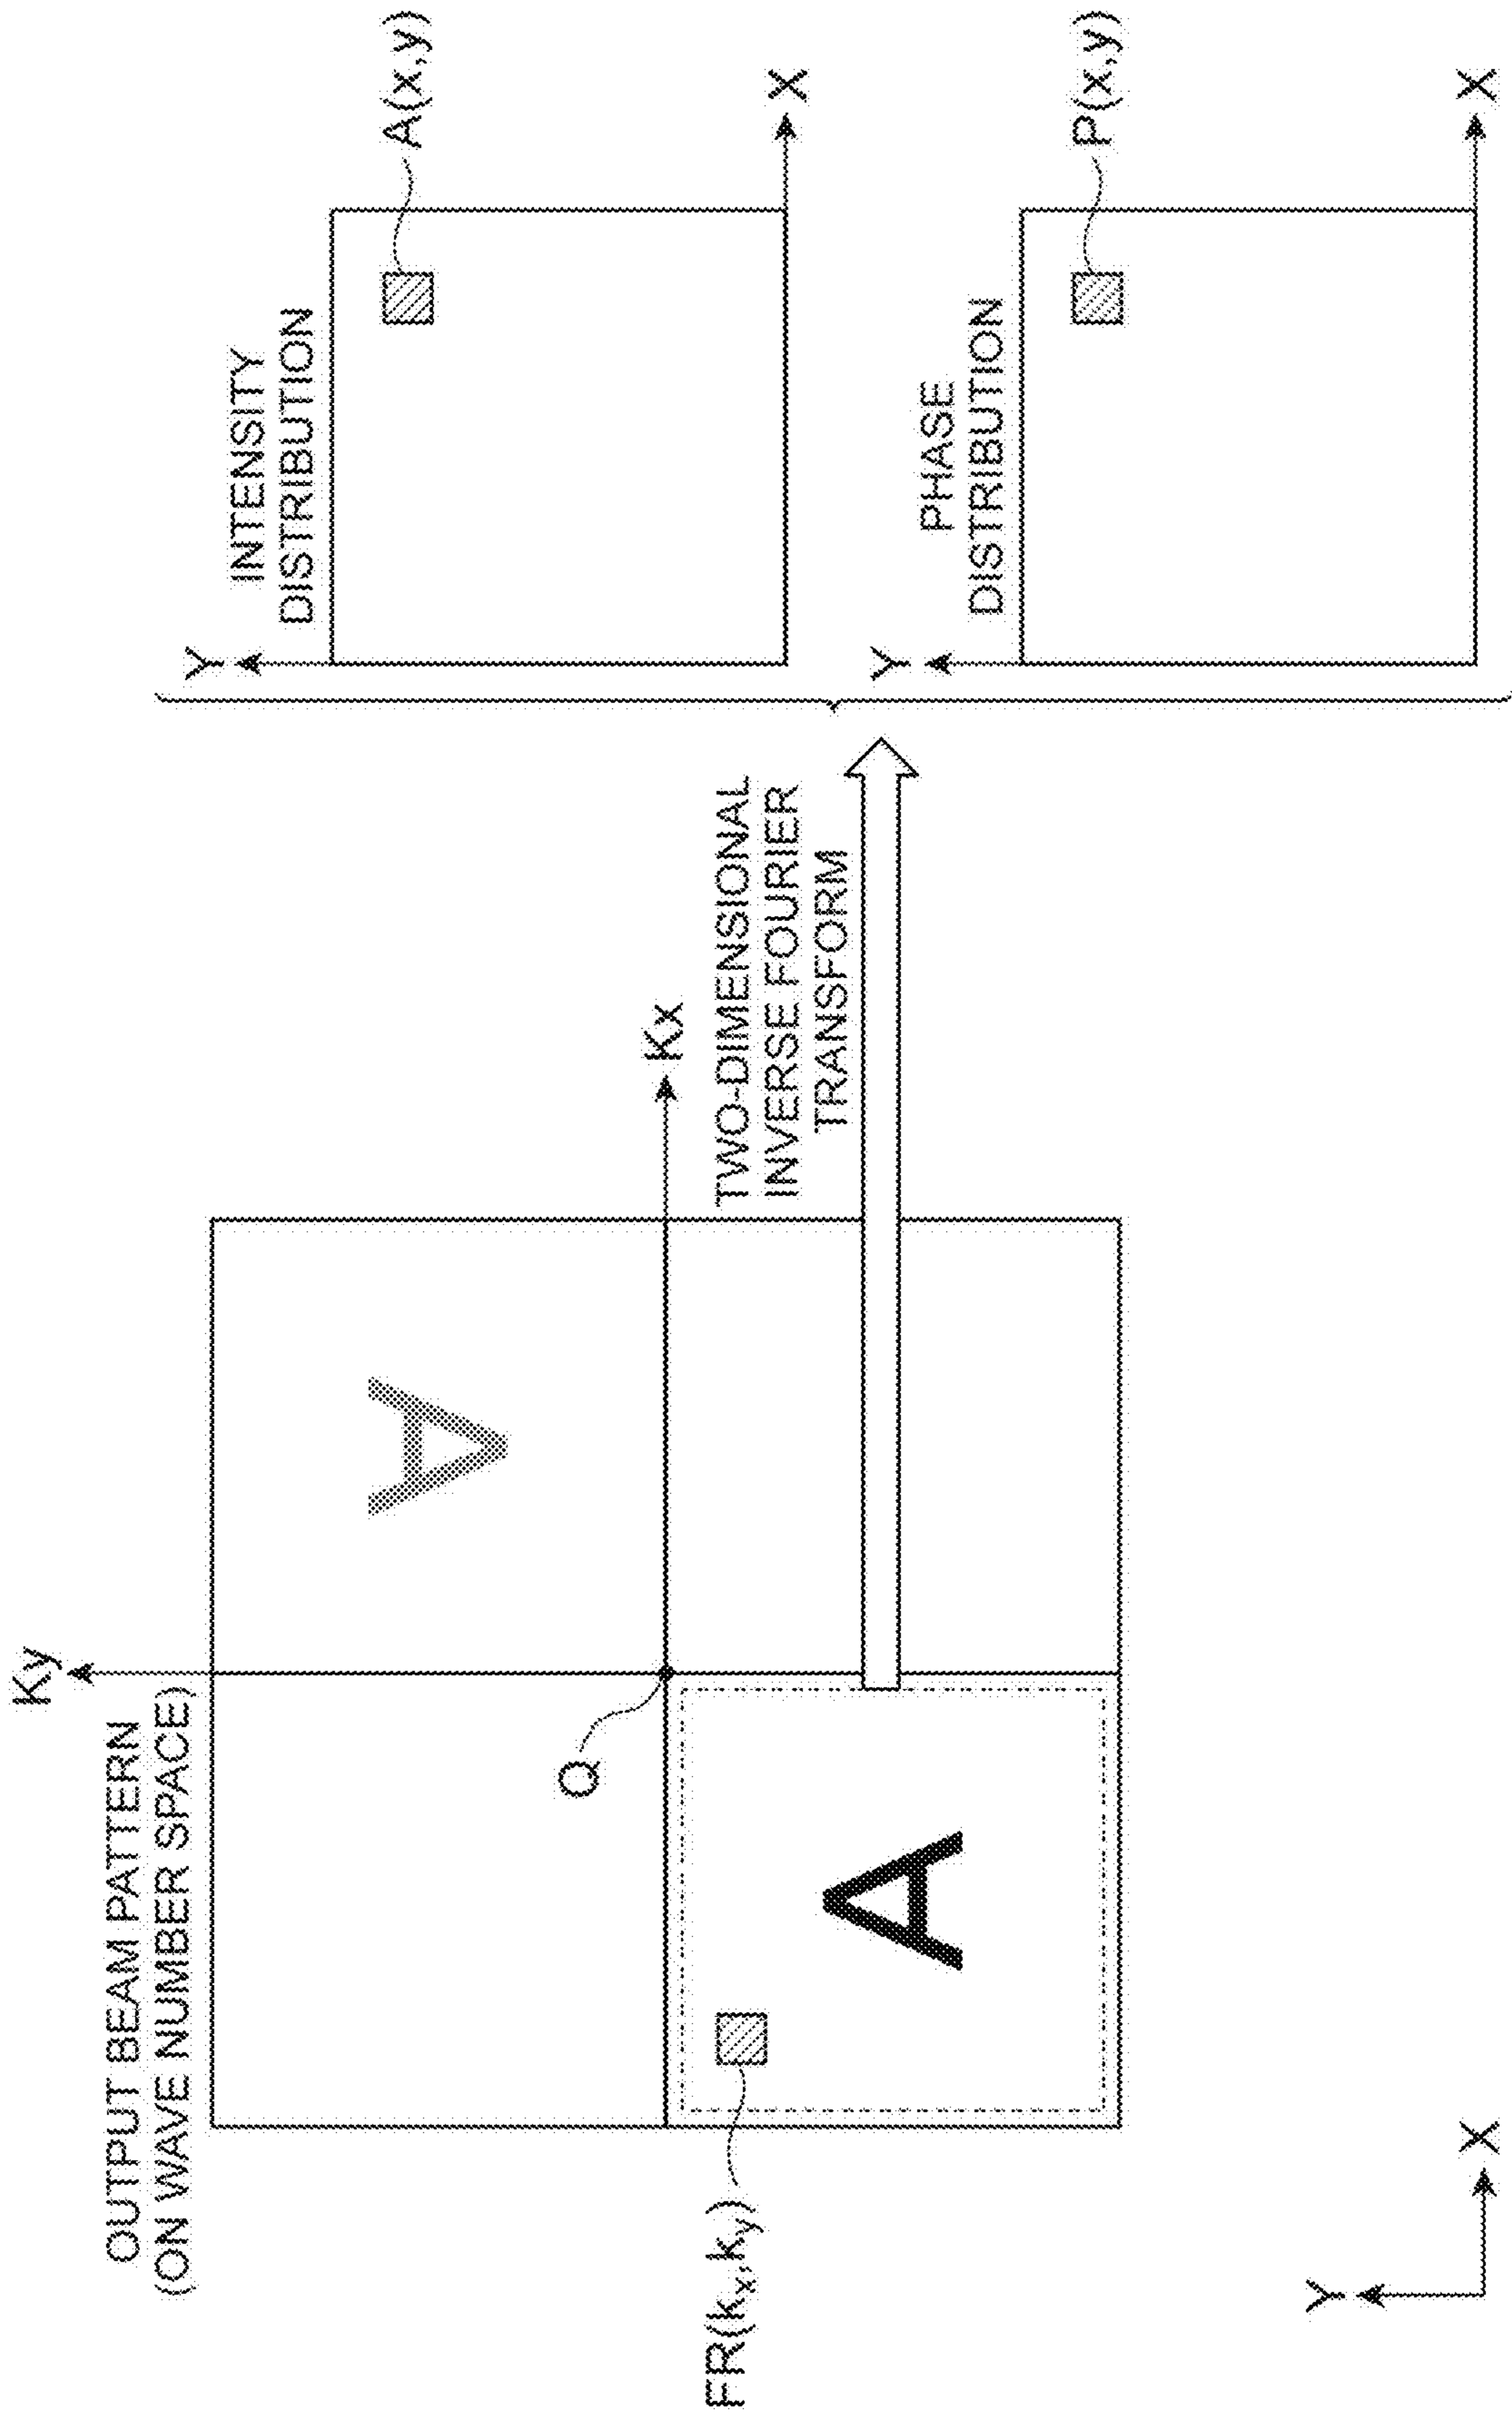 OUTPUT BEAM PATTERN
(ON WAVE NUMBER SPACE)
Ky
A
Q
Kx
FR(kx,ky)
A
TWO-DIMENSIONAL
INVERSE FOURIER
TRANSFORM
Y
X
Y
INTENSITY
DISTRIBUTION
A(x,y)
X
Y
PHASE
DISTRIBUTION
P(x,y)
X